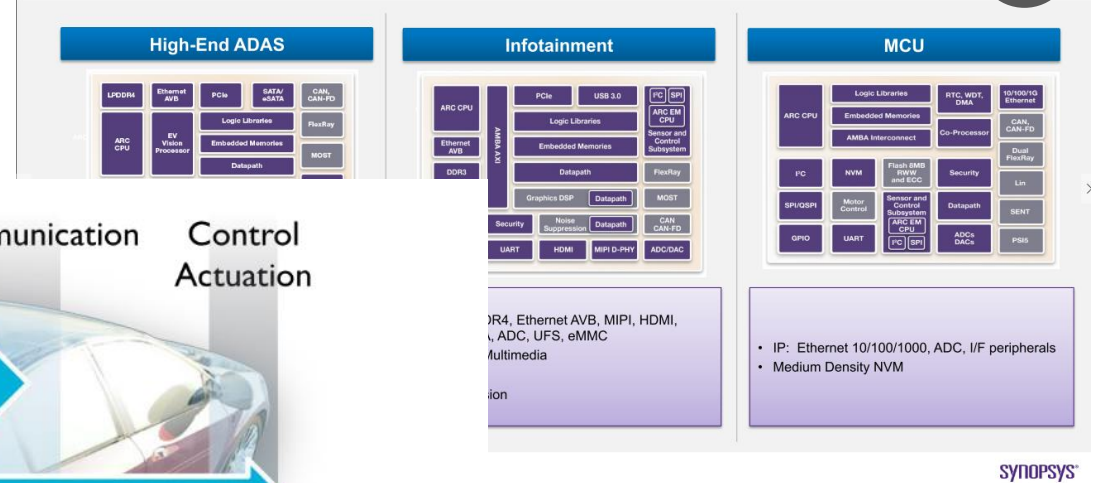 High-End ADAS
LPDDR4
Ethernet
AVB
PCIe
SATA/
eSATA
CAN,
CAN-FD
ARC
CPU
EV
Vision
Processor
Logic Libraries
Embedded Memories
Datapath
FlexRay
MOST
Infotainment
ARC CPU
Ethernet
AVB
DDR3
AMBA AXI
PCIe
USB 3.0
Logic Libraries
Embedded Memories
Datapath
Graphics DSP
Datapath
Security
Noise
Suppression
Datapath
UART
HDMI
MIPI D-PHY
ADC/DAC
I²C
SPI
ARC EM
CPU
Sensor and
Control
Subsystem
FlexRay
MOST
CAN
CAN-FD
MCU
ARC CPU
Logic Libraries
Embedded Memories
AMBA Interconnect
RTC, WDT,
DMA
Co-Processor
10/100/1G
Ethernet
CAN,
CAN-FD
Dual
FlexRay
Lin
SENT
PSI5
I²C
NVM
Flash 8MB
RWW
and ECC
Security
SPI/QSPI
Motor
Control
Sensor and
Control
Subsystem
ARC EM
CPU
I²C
SPI
Datapath
GPIO
UART
ADCs
DACs
munication
Control
Actuation
DR4, Ethernet AVB, MIPI, HDMI,
, ADC, UFS, eMMC
Multimedia
sion
• IP: Ethernet 10/100/1000, ADC, I/F peripherals
• Medium Density NVM
SYNOPSYS®